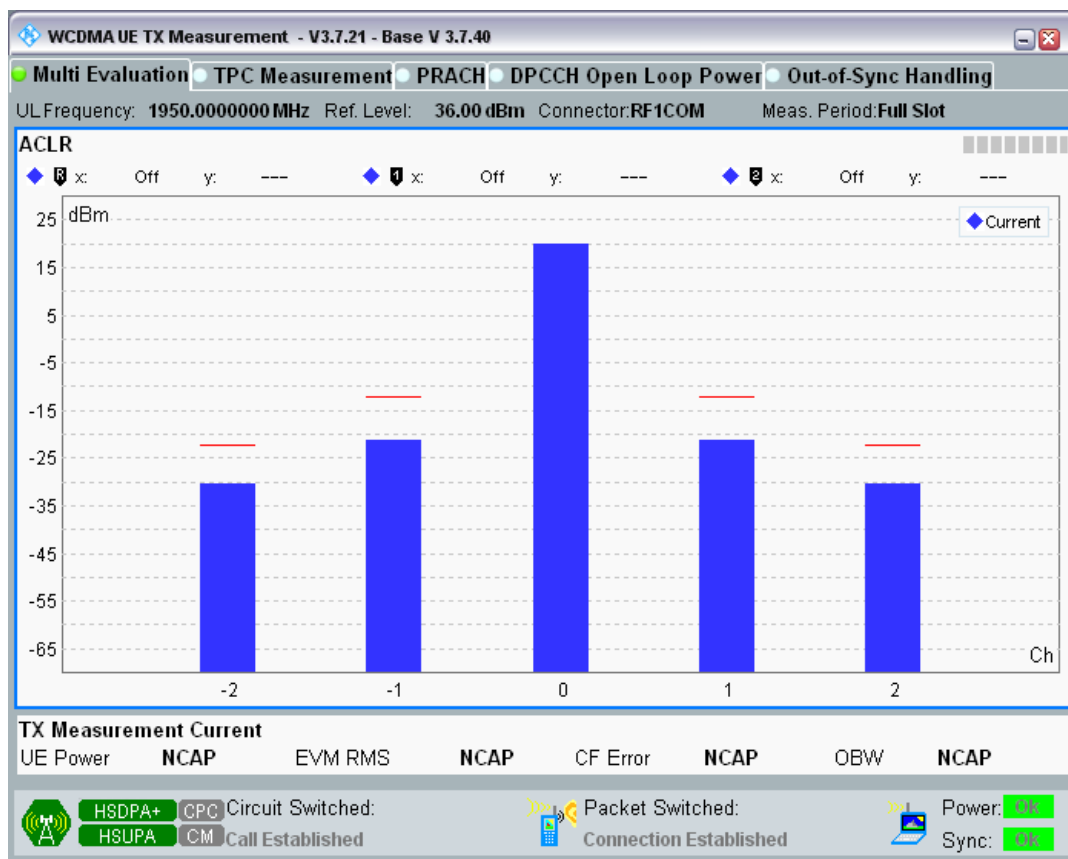 WCDMA UE TX Measurement - V3.7.21 - Base V 3.7.40
Multi Evaluation TPC Measurement PRACH DPCCH Open Loop Power Out-of-Sync Handling
UL Frequency: 1950.0000000 MHz Ref. Level: 36.00 dBm Connector:RF1COM Meas. Period:Full Slot
ACLR
R x: Off y: --- 1 x: Off y: --- 2 x: Off y: ---
dBm
Current
25
15
5
-5
-15
-25
-35
-45
-55
-65
Ch
-2 -1 0 1 2
TX Measurement Current
UE Power NCAP EVM RMS NCAP CF Error NCAP OBW NCAP
HSDPA+ CPC Circuit Switched: Packet Switched: Power: Ok
HSUPA CM Call Established Connection Established Sync: Ok